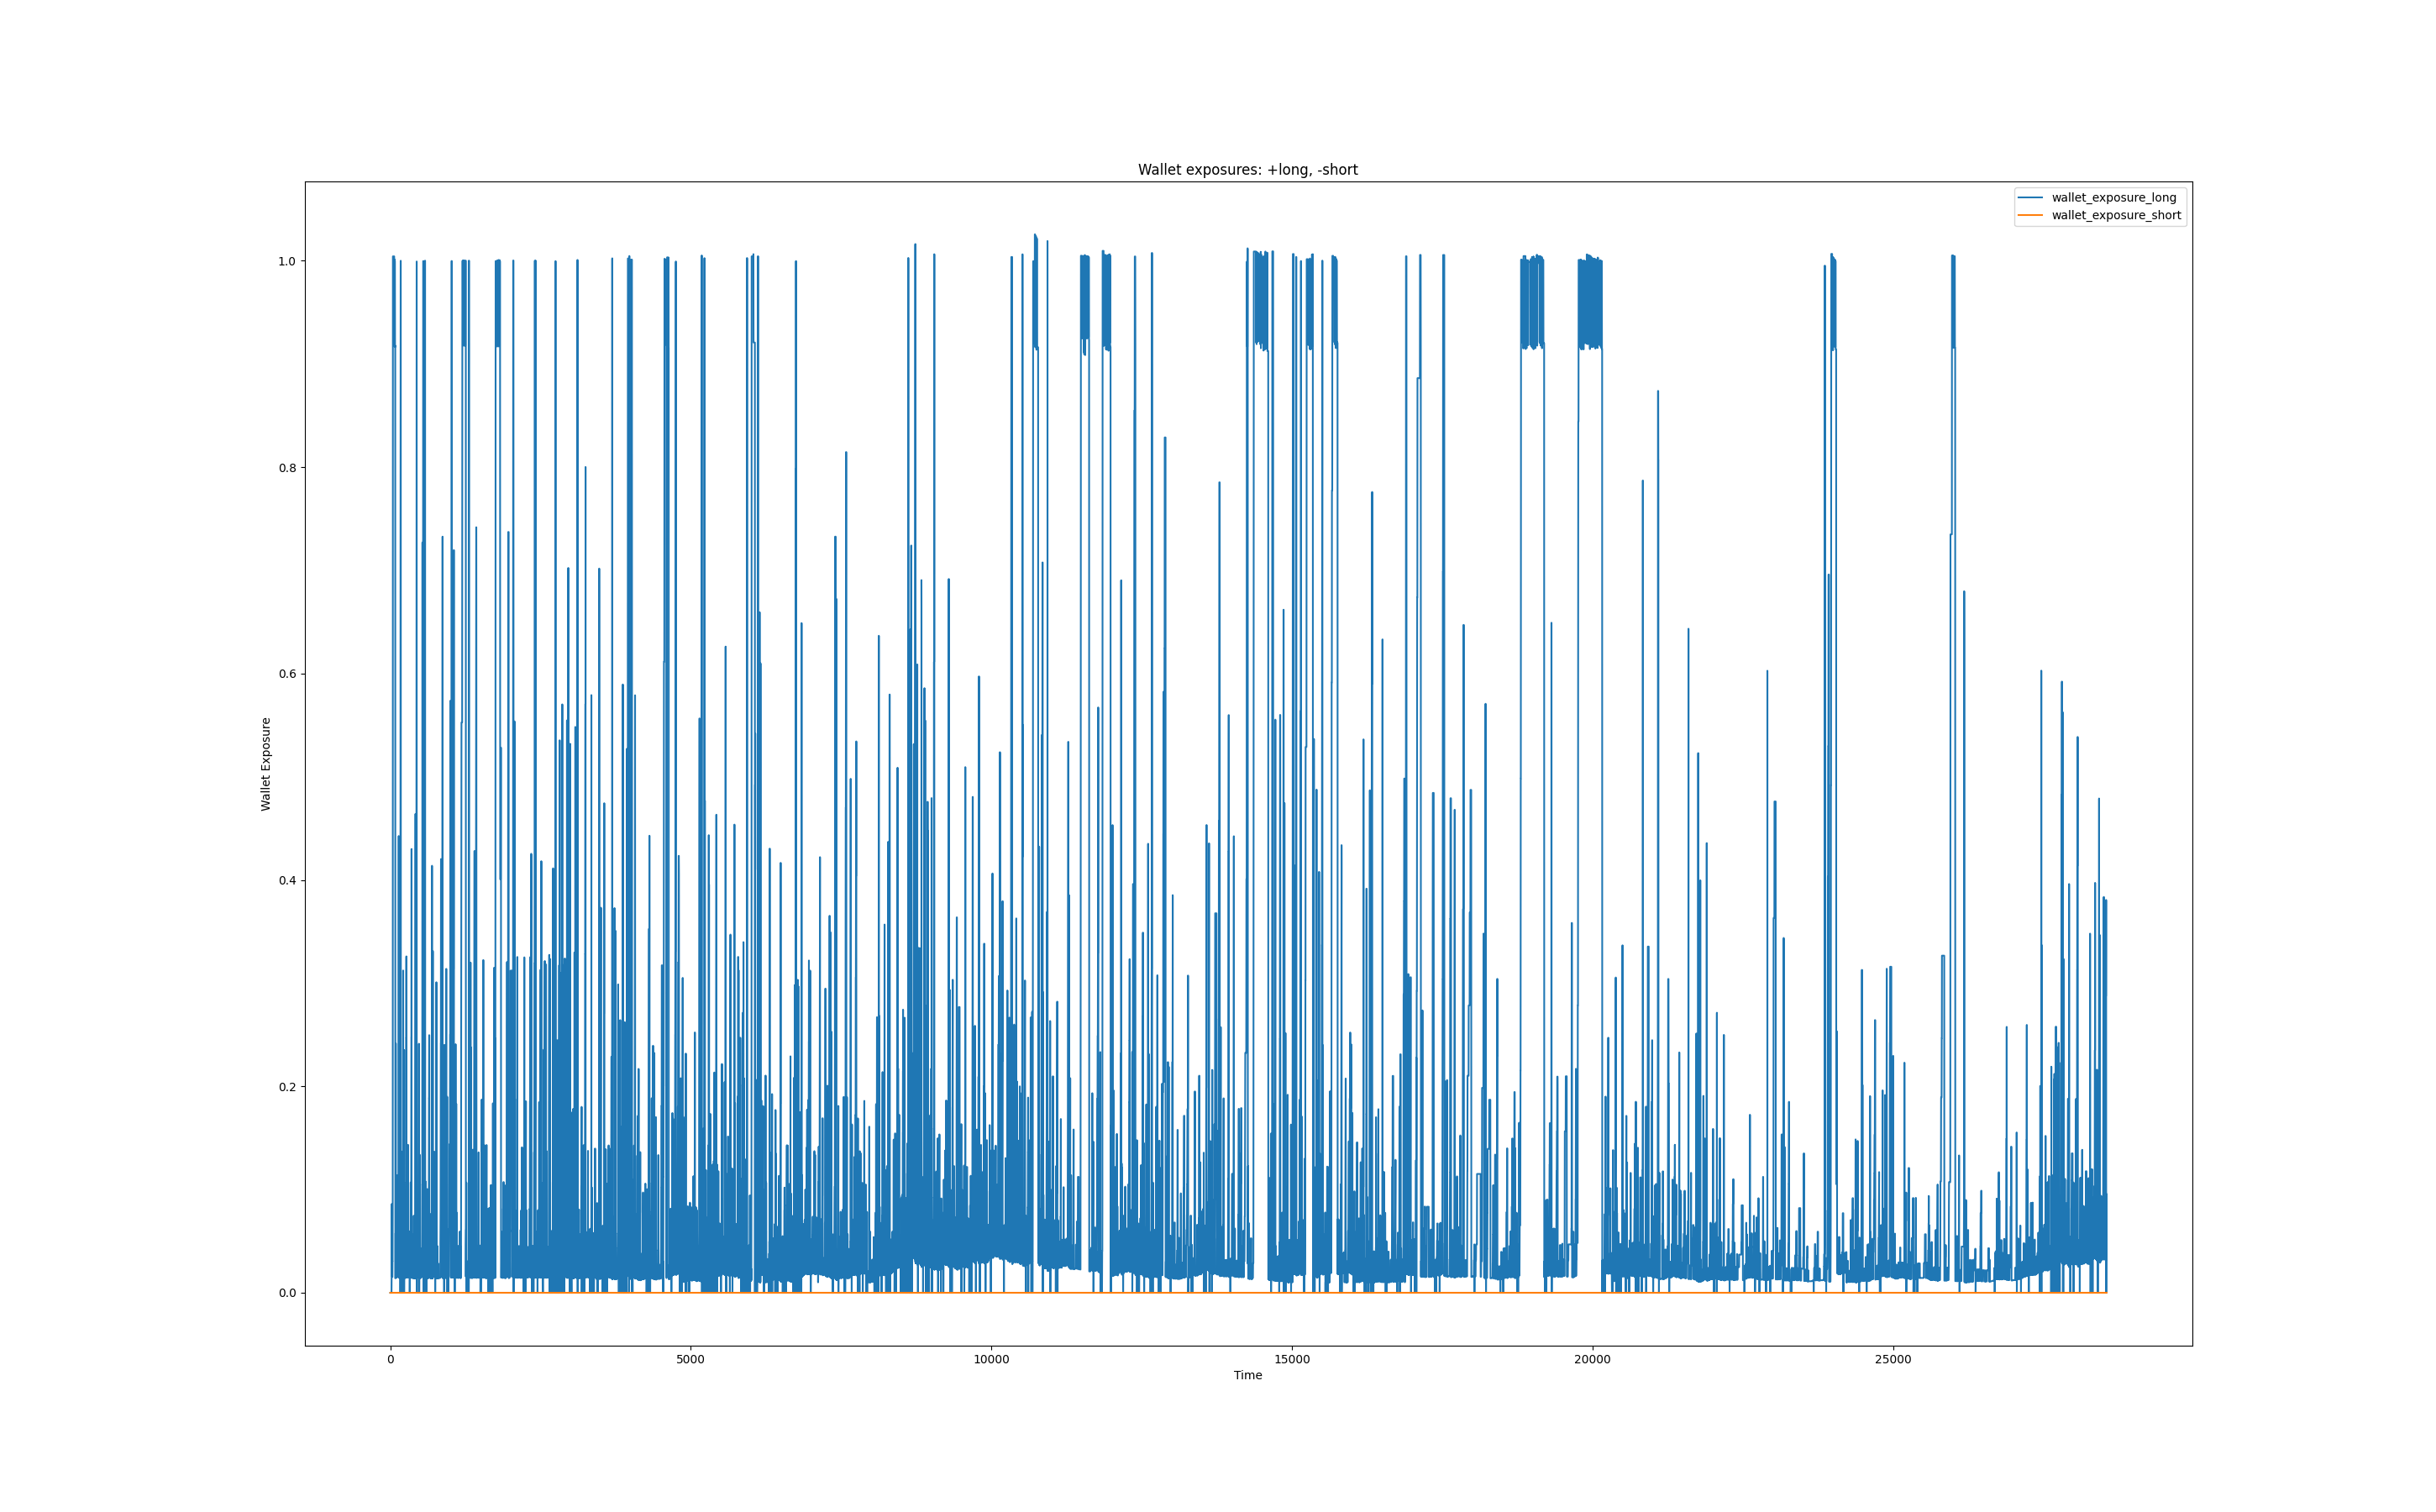 Wallet exposures: +long, -short
wallet_exposure_long
wallet_exposure_short
1.0
0.8
0.6
0.4
0.2
0.0
Wallet Exposure
0 5000 10000 15000 20000 25000
Time